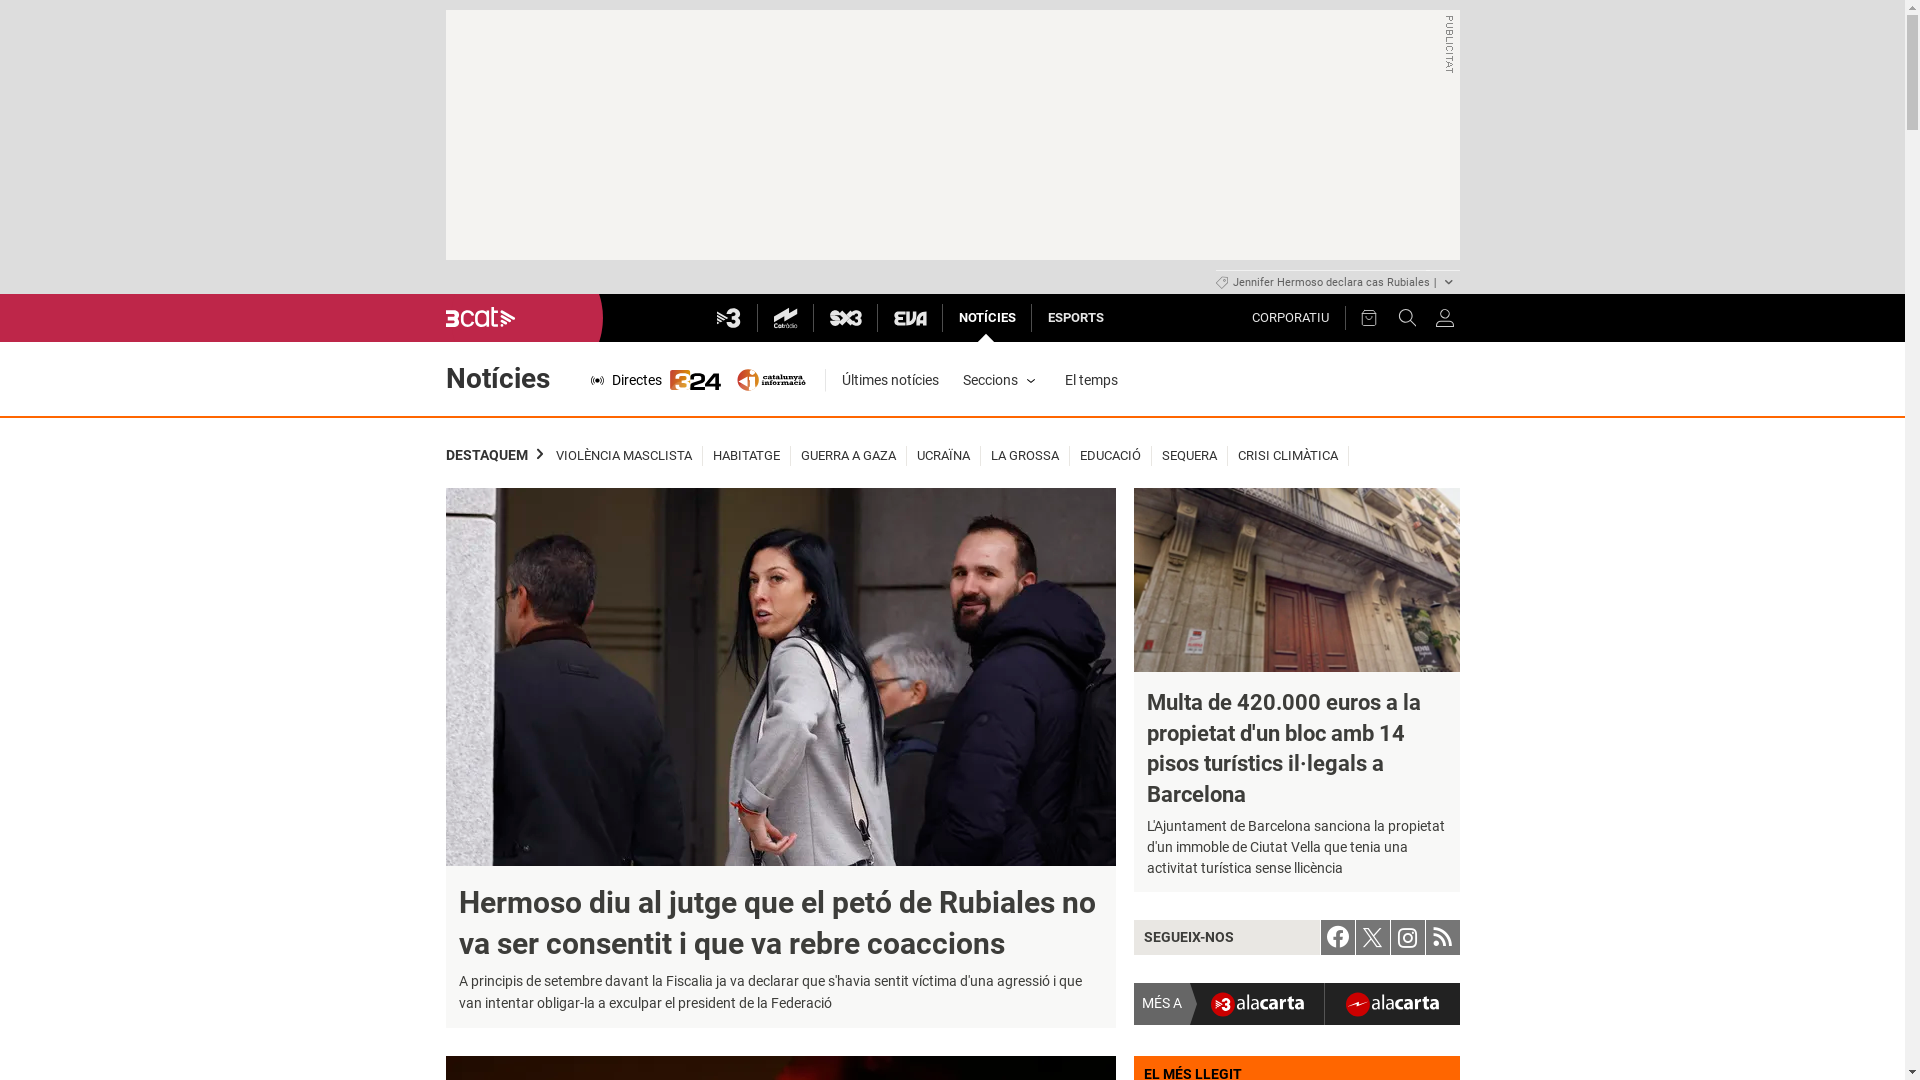 PUBLICITAT
Jennifer Hermoso declara cas Rubiales |
3cat
3
Catràdio
SX3
EVA
NOTÍCIES
ESPORTS
CORPORATIU
Notícies
Directes
324
catalunya
informació
Últimes notícies
Seccions
El temps
DESTAQUEM
VIOLÈNCIA MASCLISTA
HABITATGE
GUERRA A GAZA
UCRAÏNA
LA GROSSA
EDUCACIÓ
SEQUERA
CRISI CLIMÀTICA
Hermoso diu al jutge que el petó de Rubiales no
va ser consentit i que va rebre coaccions
A principis de setembre davant la Fiscalia ja va declarar que s'havia sentit víctima d'una agressió i que
van intentar obligar-la a exculpar el president de la Federació
Multa de 420.000 euros a la
propietat d'un bloc amb 14
pisos turístics il·legals a
Barcelona
L'Ajuntament de Barcelona sanciona la propietat
d'un immoble de Ciutat Vella que tenia una
activitat turística sense llicència
SEGUEIX-NOS
MÉS A
3 alacarta
alacarta
EL MÉS LLEGIT